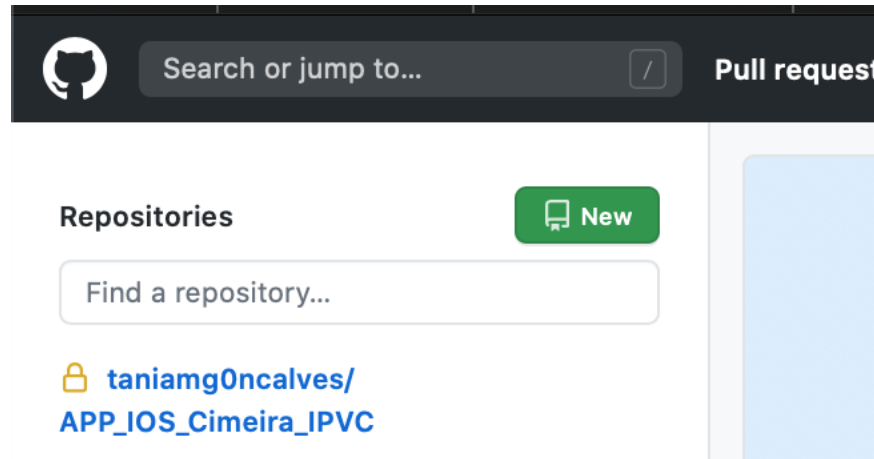 Search or jump to... / Pull request
Repositories New
Find a repository...
taniamg0ncalves/
APP_IOS_Cimeira_IPVC